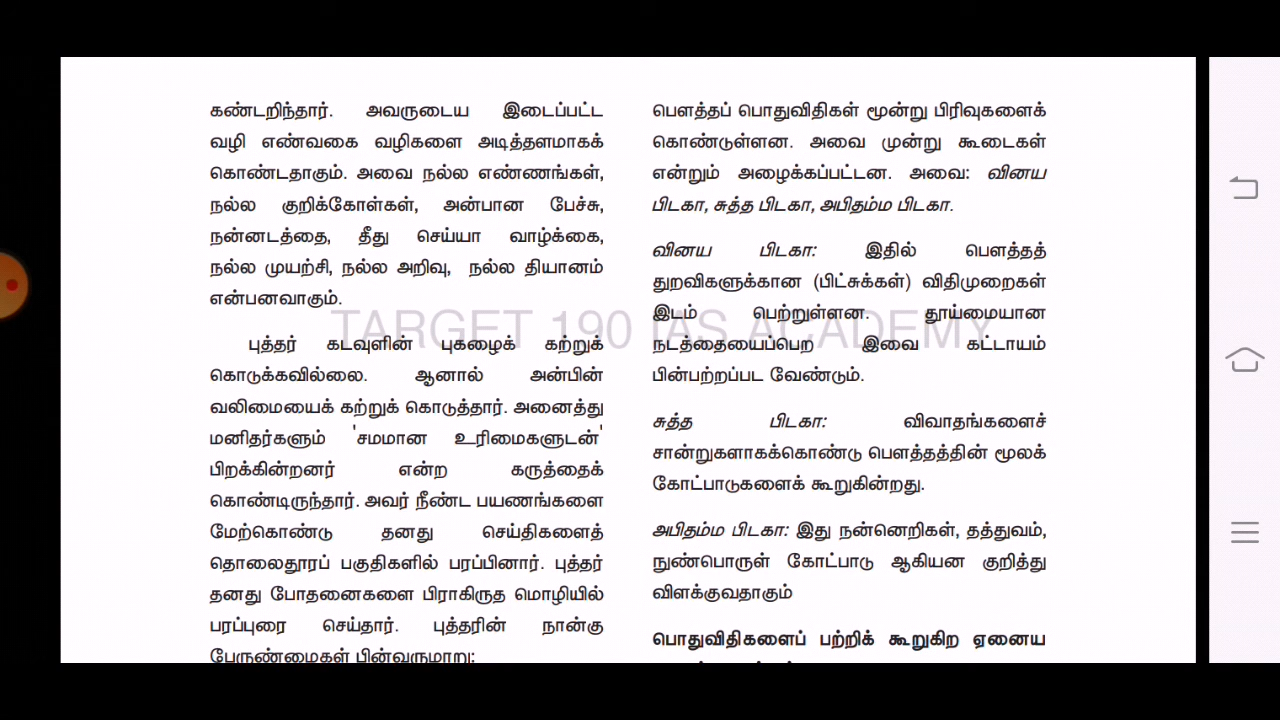 கண்டறிந்தார். அவருடைய இடைப்பட்ட
வழி எண்வகை வழிகளை அடித்தளமாகக்
கொண்டதாகும். அவை நல்ல எண்ணங்கள்,
நல்ல குறிக்கோள்கள், அன்பான பேச்சு,
நன்னடத்தை, தீது செய்யா வாழ்க்கை,
நல்ல முயற்சி, நல்ல அறிவு, நல்ல தியானம்
என்பனவாகும்.
புத்தர் கடவுளின் புகழைக் கற்றுக்
கொடுக்கவில்லை. ஆனால் அன்பின்
வலிமையைக் கற்றுக் கொடுத்தார். அனைத்து
மனிதர்களும் 'சமமான உரிமைகளுடன்'
பிறக்கின்றனர் என்ற கருத்தைக்
கொண்டிருந்தார். அவர் நீண்ட பயணங்களை
மேற்கொண்டு தனது செய்திகளைத்
தொலைதூரப் பகுதிகளில் பரப்பினார். புத்தர்
தனது போதனைகளை பிராகிருத மொழியில்
பரப்புரை செய்தார். புத்தரின் நான்கு
பேருண்மைகள் பின்வருமாறு:
பௌத்தப் பொதுவிதிகள் மூன்று பிரிவுகளைக்
கொண்டுள்ளன. அவை முன்று கூடைகள்
என்றும் அழைக்கப்பட்டன. அவை: வினய
பிடகா, சுத்த பிடகா, அபிதம்ம பிடகா.
வினய பிடகா: இதில் பௌத்தத்
துறவிகளுக்கான (பிட்சுக்கள்) விதிமுறைகள்
இடம் பெற்றுள்ளன. தூய்மையான
நடத்தையைப்பெற இவை கட்டாயம்
பின்பற்றப்பட வேண்டும்.
சுத்த பிடகா: விவாதங்களைச்
சான்றுகளாகக்கொண்டு பௌத்தத்தின் மூலக்
கோட்பாடுகளைக் கூறுகின்றது.
அபிதம்ம பிடகா: இது நன்னெறிகள், தத்துவம்,
நுண்பொருள் கோட்பாடு ஆகியன குறித்து
விளக்குவதாகும்
பொதுவிதிகளைப் பற்றிக் கூறுகிற ஏனைய
TARGET 190 IAS ACADEMY